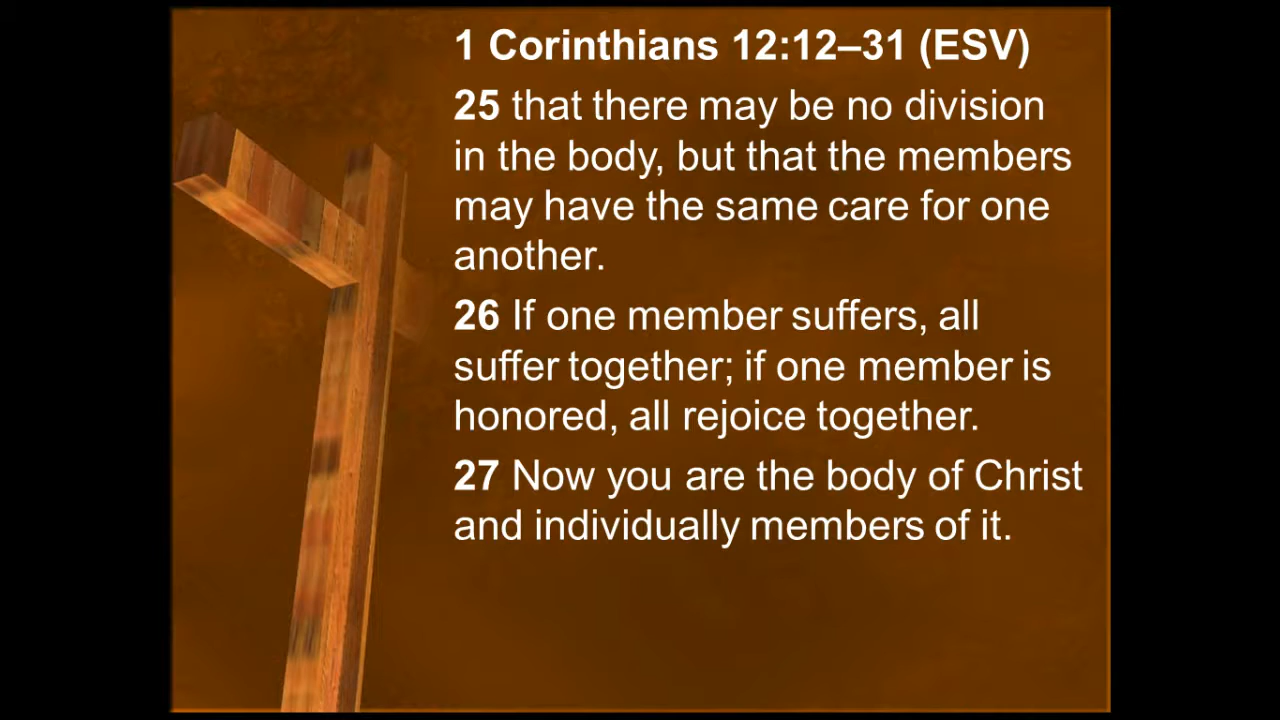 1 Corinthians 12:12–31 (ESV)
25 that there may be no division
in the body, but that the members
may have the same care for one
another.
26 If one member suffers, all
suffer together; if one member is
honored, all rejoice together.
27 Now you are the body of Christ
and individually members of it.